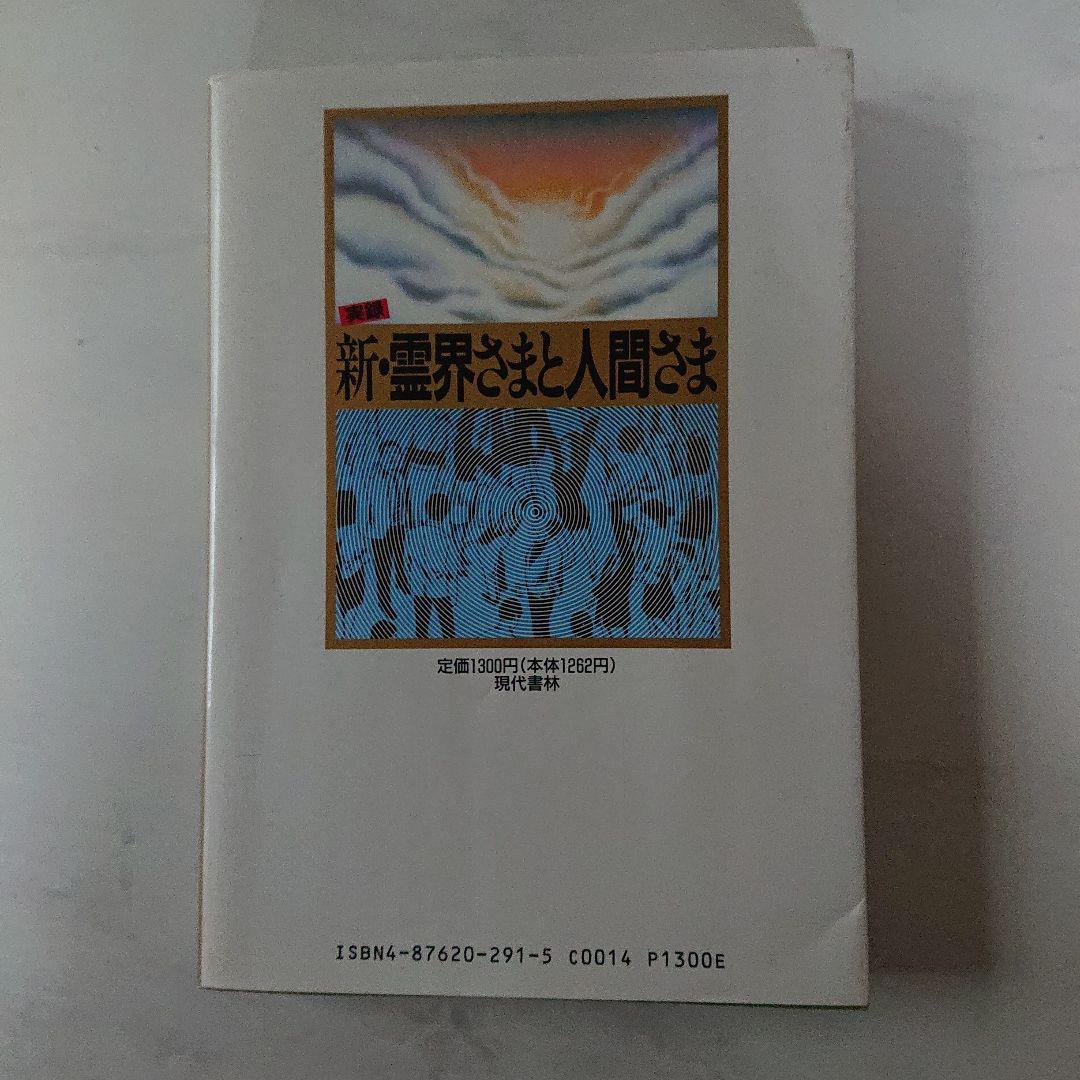 実録
新・霊界さまと人間さま
定価1300円(本体1262円)
現代書林
ISBN4-87620-291-5 C0014 P1300E